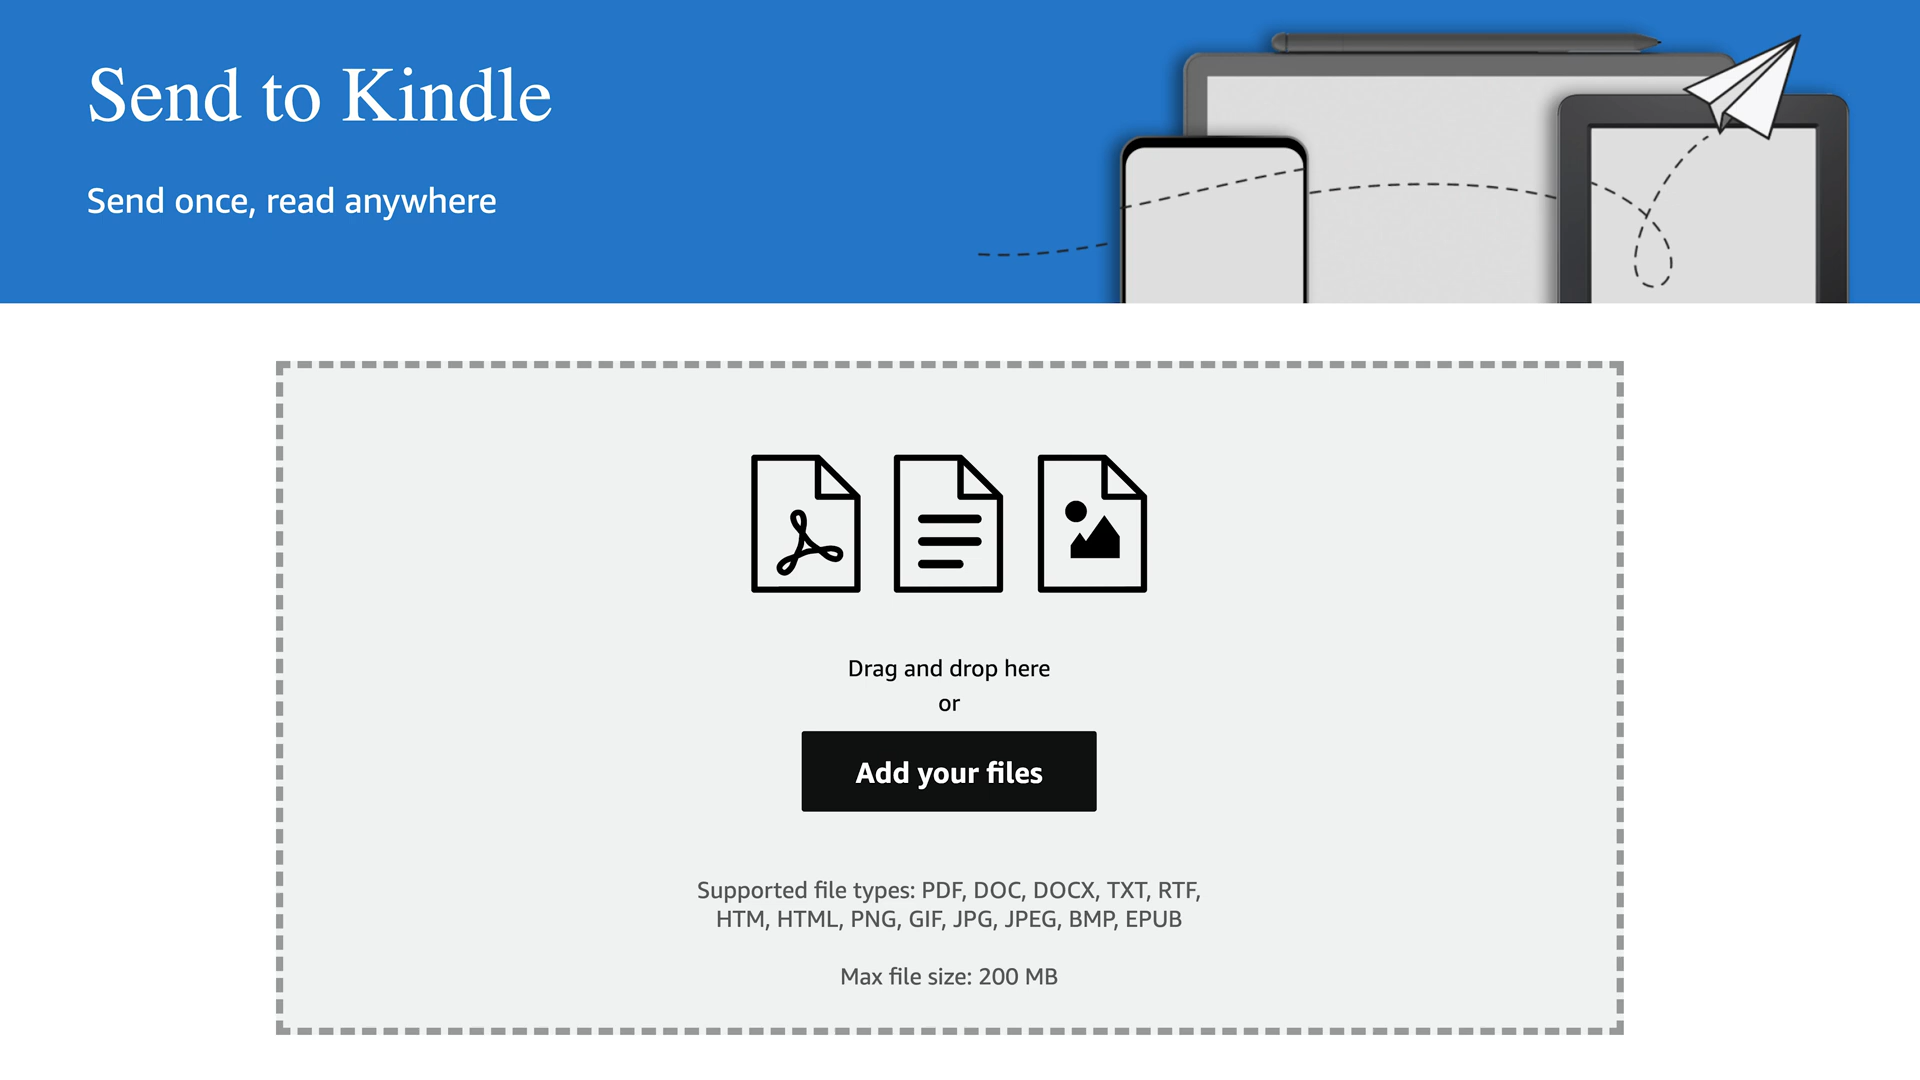 Send to Kindle
Send once, read anywhere
Drag and drop here
or
Add your files
Supported file types: PDF, DOC, DOCX, TXT, RTF,
HTM, HTML, PNG, GIF, JPG, JPEG, BMP, EPUB
Max file size: 200 MB